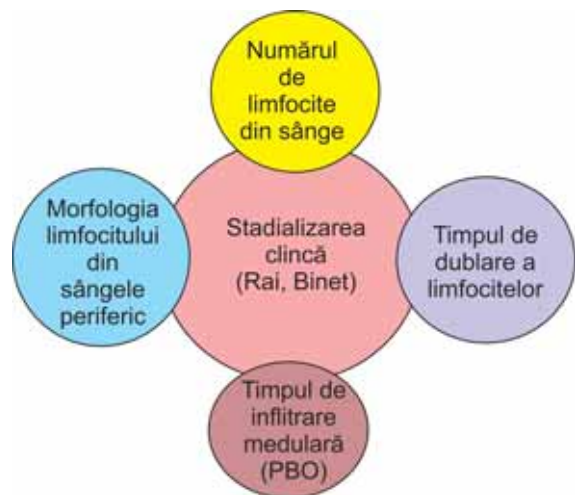 Numărul
de
limfocite
din sânge
Morfologia
limfocitului
din
sângele
periferic
Stadializarea
clincă
(Rai, Binet)
Timpul de
dublare a
limfocitelor
Timpul de
inflitrare
medulară
(PBO)